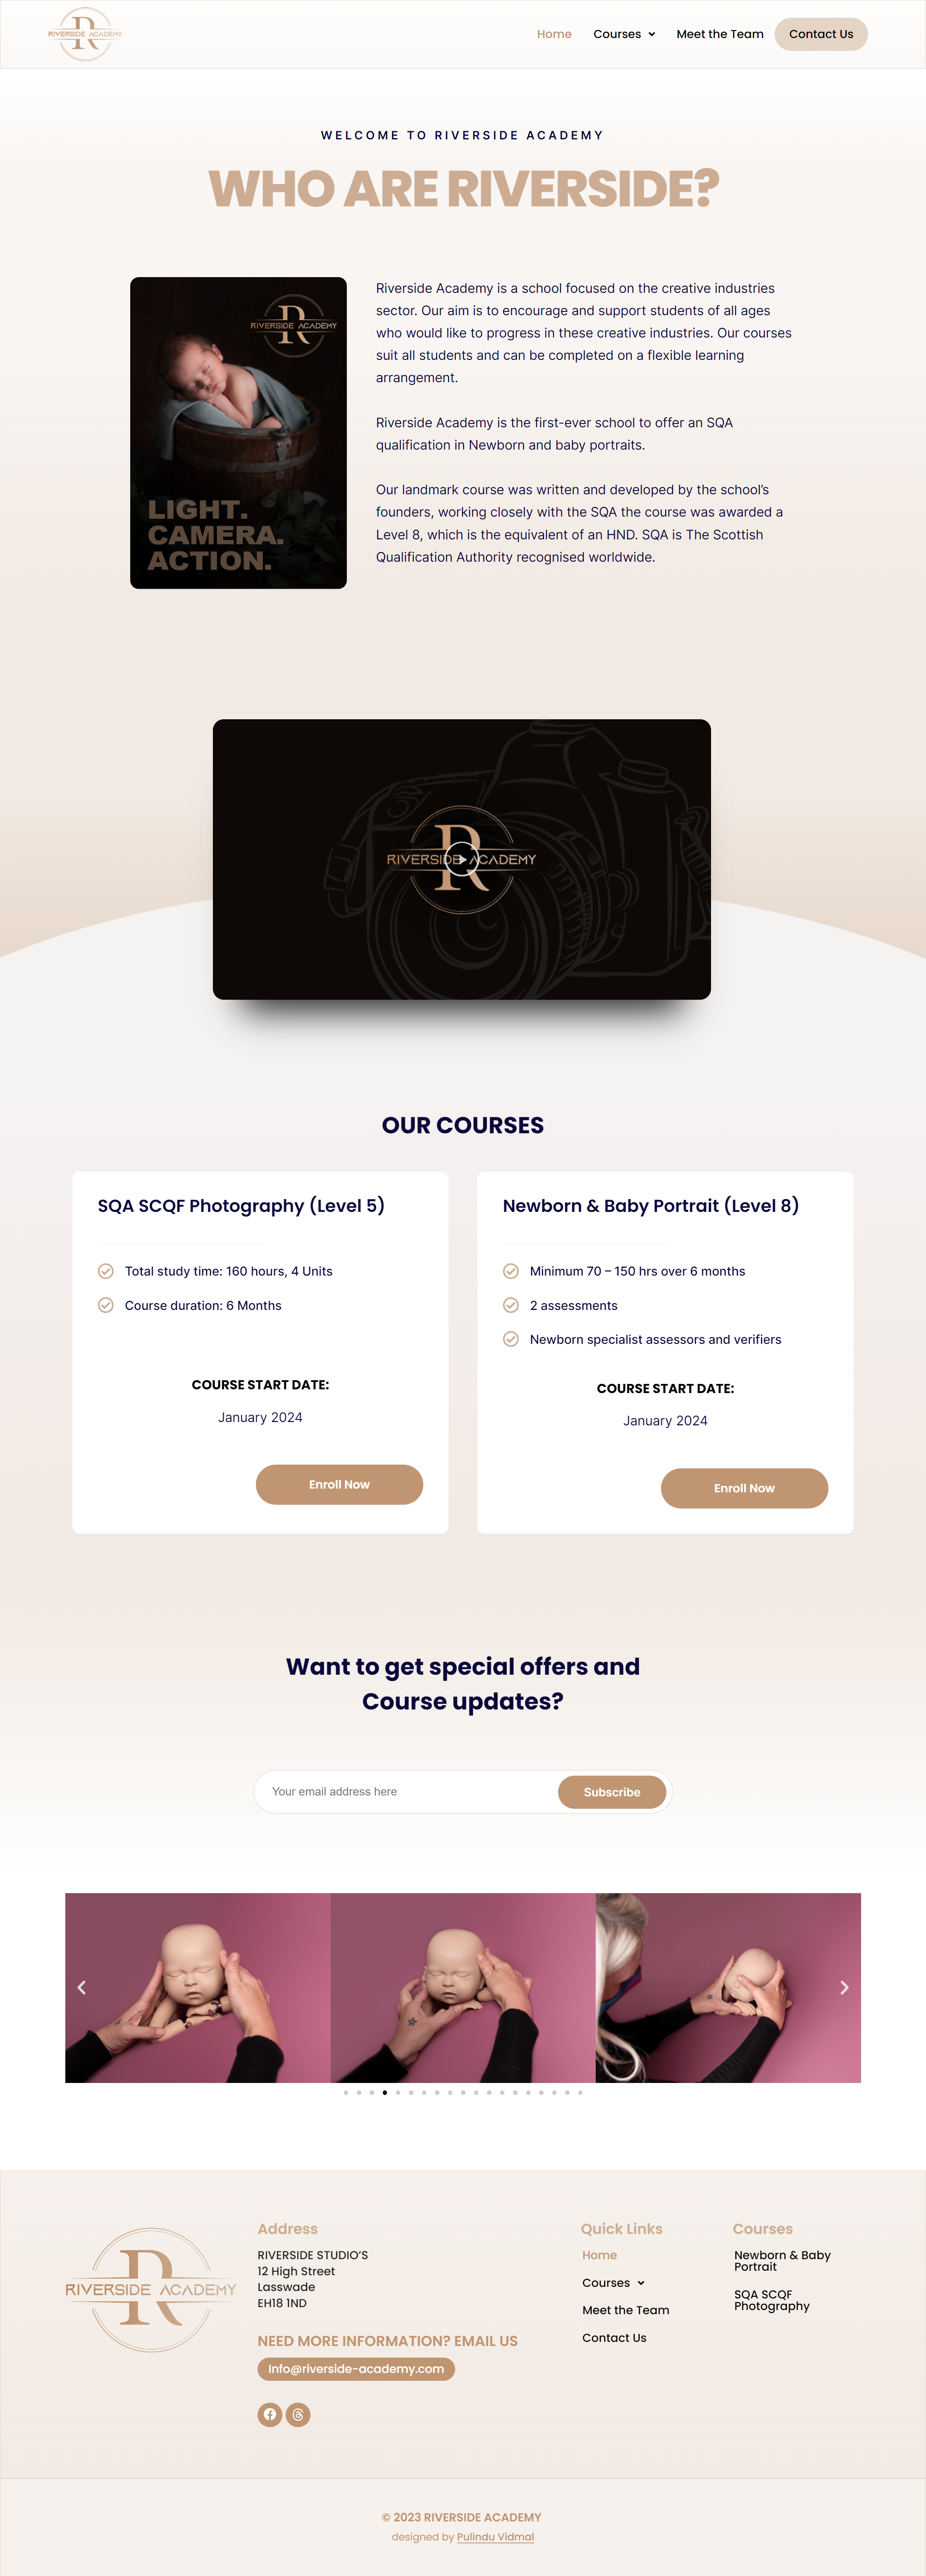 RIVERSIDE ACADEMY
R
Home
Courses
Meet the Team
Contact Us
WELCOME TO RIVERSIDE ACADEMY
WHO ARE RIVERSIDE?
RIVERSIDE ACADEMY
R
LIGHT.
CAMERA.
ACTION.
Riverside Academy is a school focused on the creative industries
sector. Our aim is to encourage and support students of all ages
who would like to progress in these creative industries. Our courses
suit all students and can be completed on a flexible learning
arrangement.
Riverside Academy is the first-ever school to offer an SQA
qualification in Newborn and baby portraits.
Our landmark course was written and developed by the school’s
founders, working closely with the SQA the course was awarded a
Level 8, which is the equivalent of an HND. SQA is The Scottish
Qualification Authority recognised worldwide.
RIVERSIDE ACADEMY
R
OUR COURSES
SQA SCQF Photography (Level 5)
Total study time: 160 hours, 4 Units
Course duration: 6 Months
COURSE START DATE:
January 2024
Enroll Now
Newborn & Baby Portrait (Level 8)
Minimum 70 – 150 hrs over 6 months
2 assessments
Newborn specialist assessors and verifiers
COURSE START DATE:
January 2024
Enroll Now
Want to get special offers and
Course updates?
Your email address here
Subscribe
RIVERSIDE ACADEMY
R
Address
RIVERSIDE STUDIO’S
12 High Street
Lasswade
EH18 1ND
NEED MORE INFORMATION? EMAIL US
Info@riverside-academy.com
Quick Links
Home
Courses
Meet the Team
Contact Us
Courses
Newborn & Baby
Portrait
SQA SCQF
Photography
© 2023 RIVERSIDE ACADEMY
designed by Pulindu Vidmal